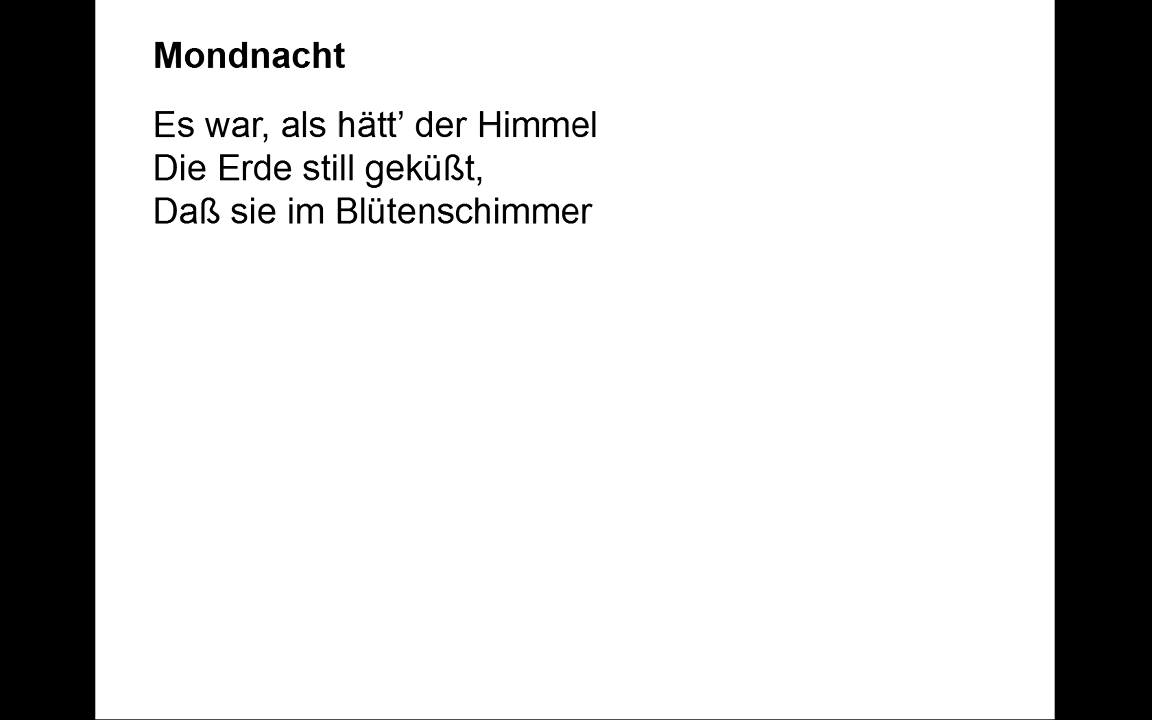 Mondnacht
Es war, als hätt’ der Himmel
Die Erde still geküßt,
Daß sie im Blütenschimmer